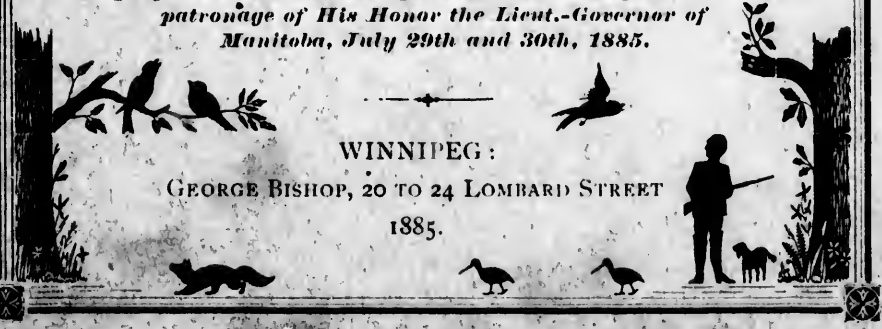 patronage of His Honor the Lieut.-Governor of
Manitoba, July 29th and 30th, 1885.
WINNIPEG:
GEORGE BISHOP, 20 TO 24 LOMBARD STREET
1885.